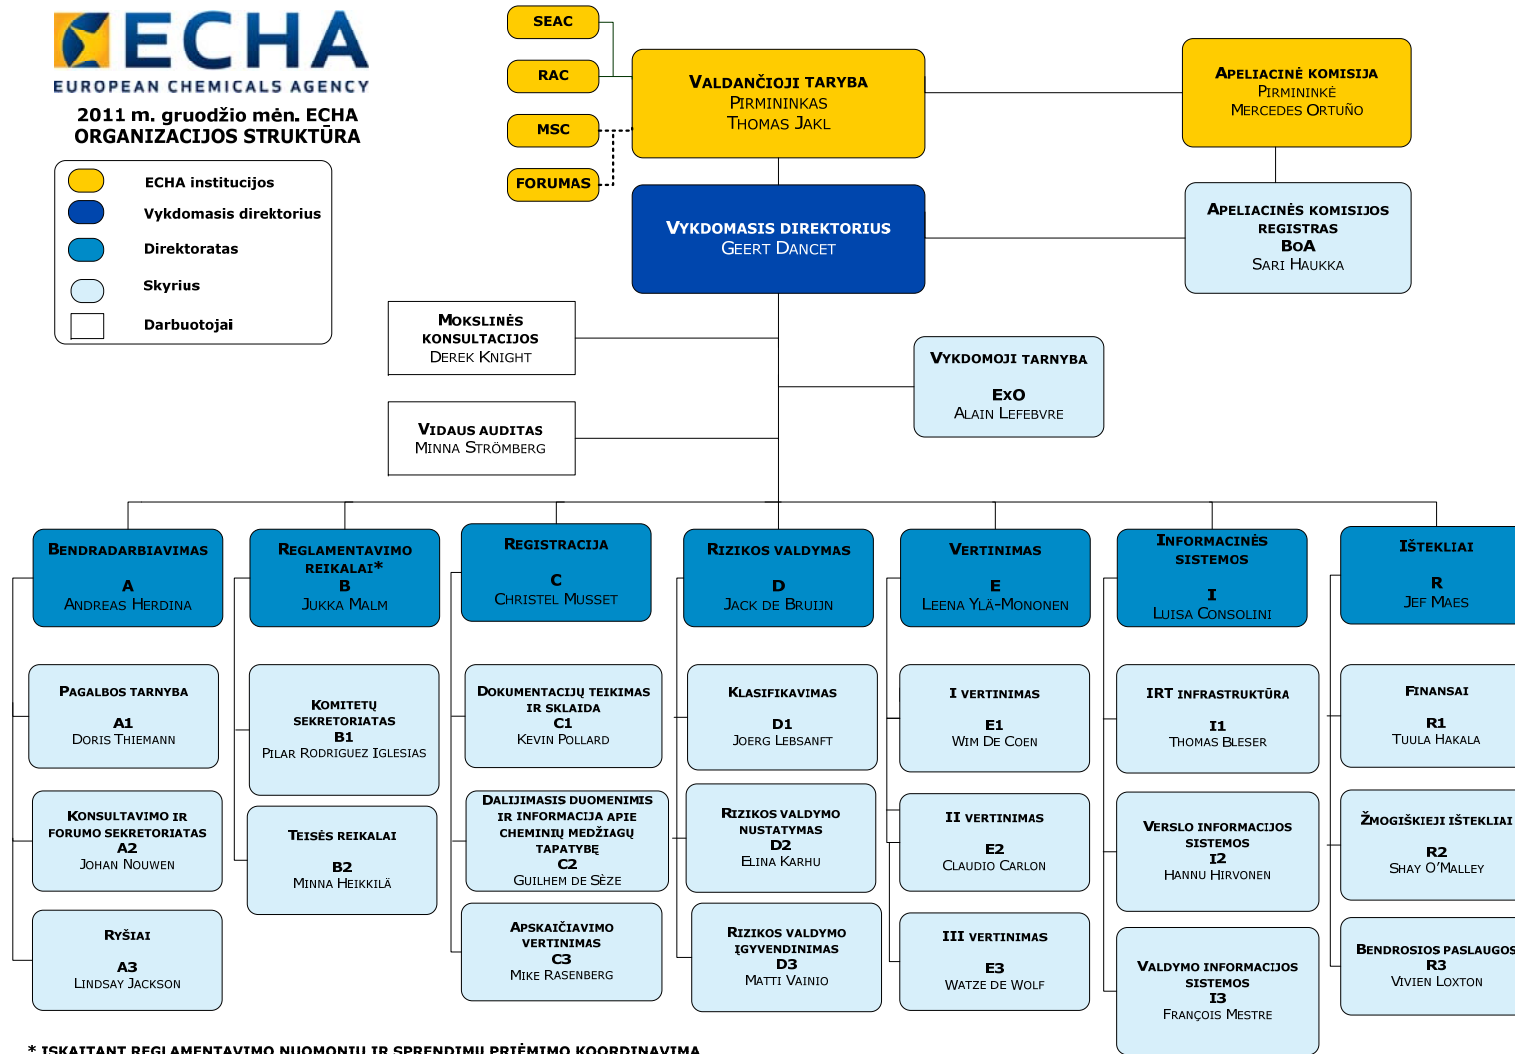 ECHA
EUROPEAN CHEMICALS AGENCY
2011 m. gruodžio mėn. ECHA
ORGANIZACIJOS STRUKTŪRA
ECHA institucijos
Vykdomasis direktorius
Direktoratas
Skyrius
Darbuotojai
SEAC
RAC
MSC
FORUMAS
VALDANČIOJI TARYBA
PIRMININKAS
THOMAS JAKL
APELIACINĖ KOMISIJA
PIRMININKĖ
MERCEDES ORTUÑO
VYKDOMASIS DIREKTORIUS
GEERT DANCET
APELIACINĖS KOMISIJOS
REGISTRAS
BOA
SARI HAUKKA
MOKSLINĖS
KONSULTACIJOS
DEREK KNIGHT
VYKDOMOJI TARNYBA
EXO
ALAIN LEFEBVRE
VIDAUS AUDITAS
MINNA STRÖMBERG
BENDRADARBIAVIMAS
A
ANDREAS HERDINA
REGLAMENTAVIMO
REIKALAI*
B
JUKKA MALM
REGISTRACIJA
C
CHRISTEL MUSSET
RIZIKOS VALDYMAS
D
JACK DE BRUIJN
VERTINIMAS
E
LEENA YLÄ-MONONEN
INFORMACINĖS
SISTEMOS
I
LUISA CONSOLINI
IŠTEKLIAI
R
JEF MAES
PAGALBOS TARNYBA
A1
DORIS THIEMANN
KOMITETŲ
SEKRETORIATAS
B1
PILAR RODRIGUEZ IGLESIAS
DOKUMENTACIJŲ TEIKIMAS
IR SKLAIDA
C1
KEVIN POLLARD
KLASIFIKAVIMAS
D1
JOERG LEBSANFT
I VERTINIMAS
E1
WIM DE COEN
IRT INFRASTRUKTŪRA
I1
THOMAS BLESER
FINANSAI
R1
TUULA HAKALA
KONSULTAVIMO IR
FORUMO SEKRETORIATAS
A2
JOHAN NOUWEN
TEISĖS REIKALAI
B2
MINNA HEIKKILÄ
DALIJIMASIS DUOMENIMIS
IR INFORMACIJA APIE
CHEMINIŲ MEDŽIAGŲ
TAPATYBĘ
C2
GUILHEM DE SÈZE
RIZIKOS VALDYMO
NUSTATYMAS
D2
ELINA KARHU
II VERTINIMAS
E2
CLAUDIO CARLON
VERSLO INFORMACIJOS
SISTEMOS
I2
HANNU HIRVONEN
ŽMOGIŠKIEJI IŠTEKLIAI
R2
SHAY O'MALLEY
RYŠIAI
A3
LINDSAY JACKSON
APSKAIČIAVIMO
VERTINIMAS
C3
MIKE RASENBERG
RIZIKOS VALDYMO
ĮGYVENDINIMAS
D3
MATTI VAINIO
III VERTINIMAS
E3
WATZE DE WOLF
VALDYMO INFORMACIJOS
SISTEMOS
I3
FRANÇOIS MESTRE
BENDROSIOS PASLAUGOS
R3
VIVIEN LOXTON
* ĮSKAITANT REGLAMENTAVIMO NUOMONIŲ IR SPRENDIMŲ PRIĖMIMO KOORDINAVIMĄ